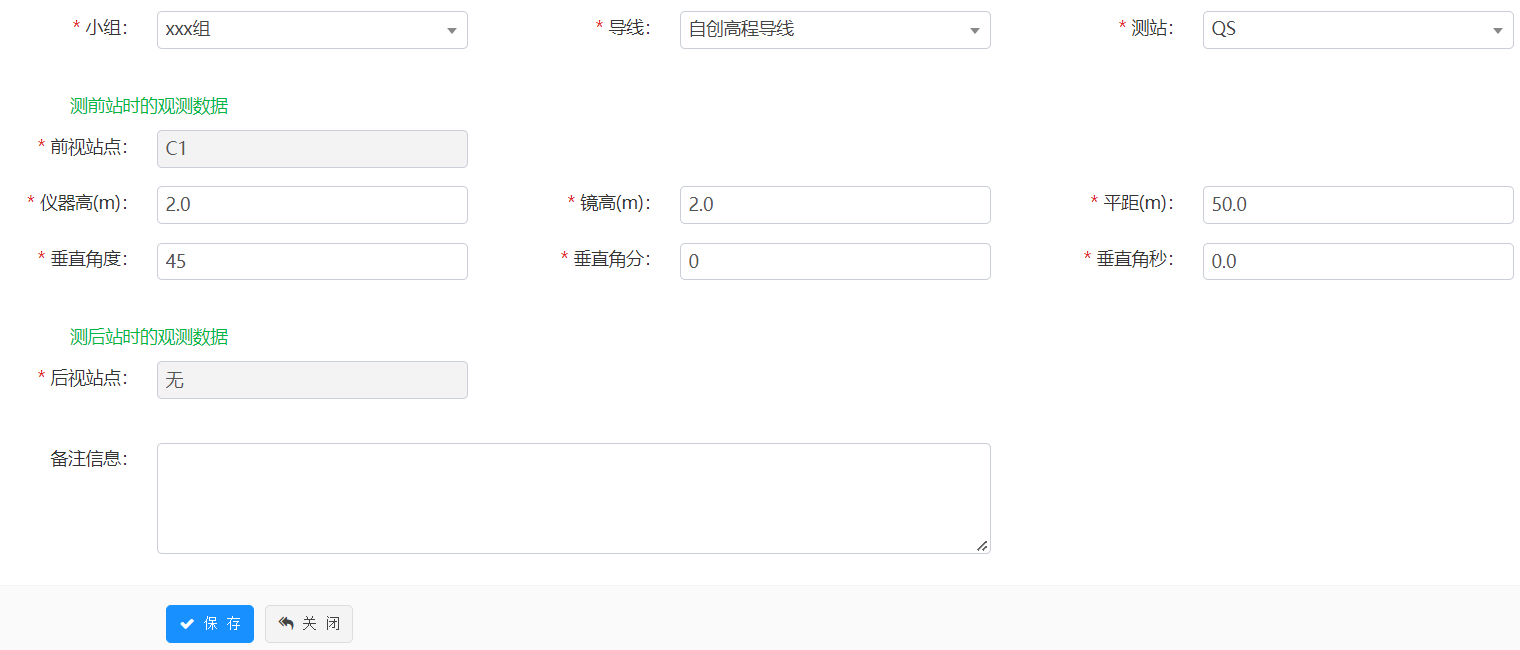 * 小组: xxx组 * 导线: 自创高程导线 * 测站: QS
测前站时的观测数据
* 前视站点: C1
* 仪器高(m): 2.0 * 镜高(m): 2.0 * 平距(m): 50.0
* 垂直角度: 45 * 垂直角分: 0 * 垂直角秒: 0.0
测后站时的观测数据
* 后视站点: 无
备注信息:
保 存 关 闭